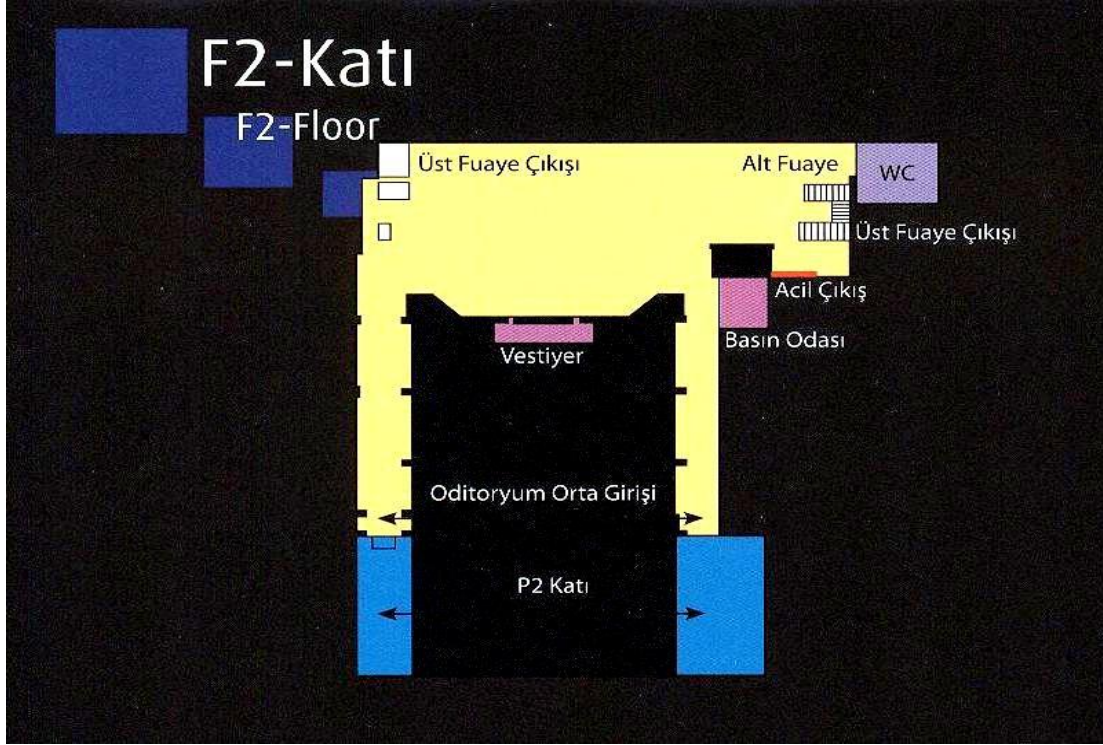 F2-Katı
F2-Floor
Üst Fuaye Çıkışı
Alt Fuaye
WC
Üst Fuaye Çıkışı
Acil Çıkış
Basın Odası
Vestiyer
Oditoryum Orta Girişi
P2 Katı